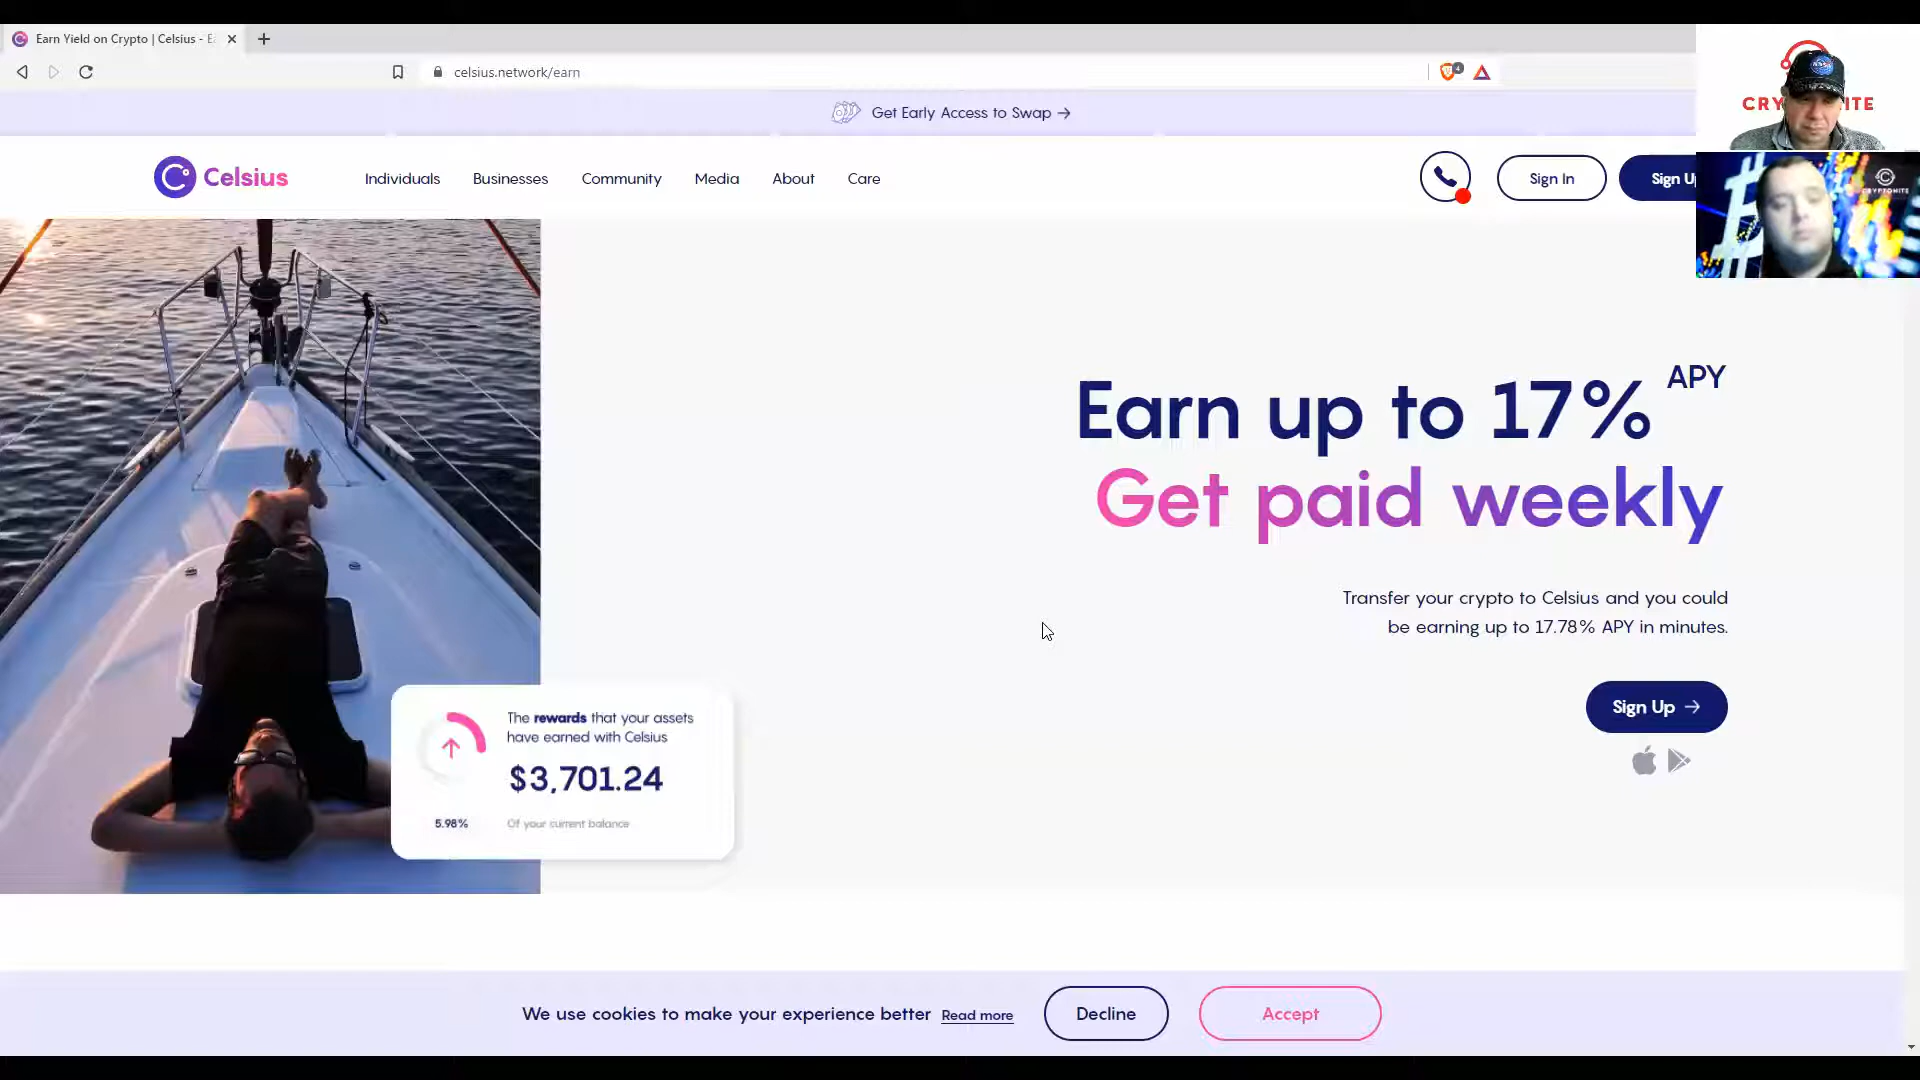 Earn Yield on Crypto | Celsius - E
celsius.network/earn
4
Get Early Access to Swap →
Celsius
Individuals
Businesses
Community
Media
About
Care
Sign In
Sign Up
NASA
CRYPTONITE
Earn up to 17% APY
Get paid weekly
Transfer your crypto to Celsius and you could
be earning up to 17.78% APY in minutes.
Sign Up →
The rewards that your assets
have earned with Celsius
$3,701.24
5.98%
Of your current balance
We use cookies to make your experience better
Read more
Decline
Accept